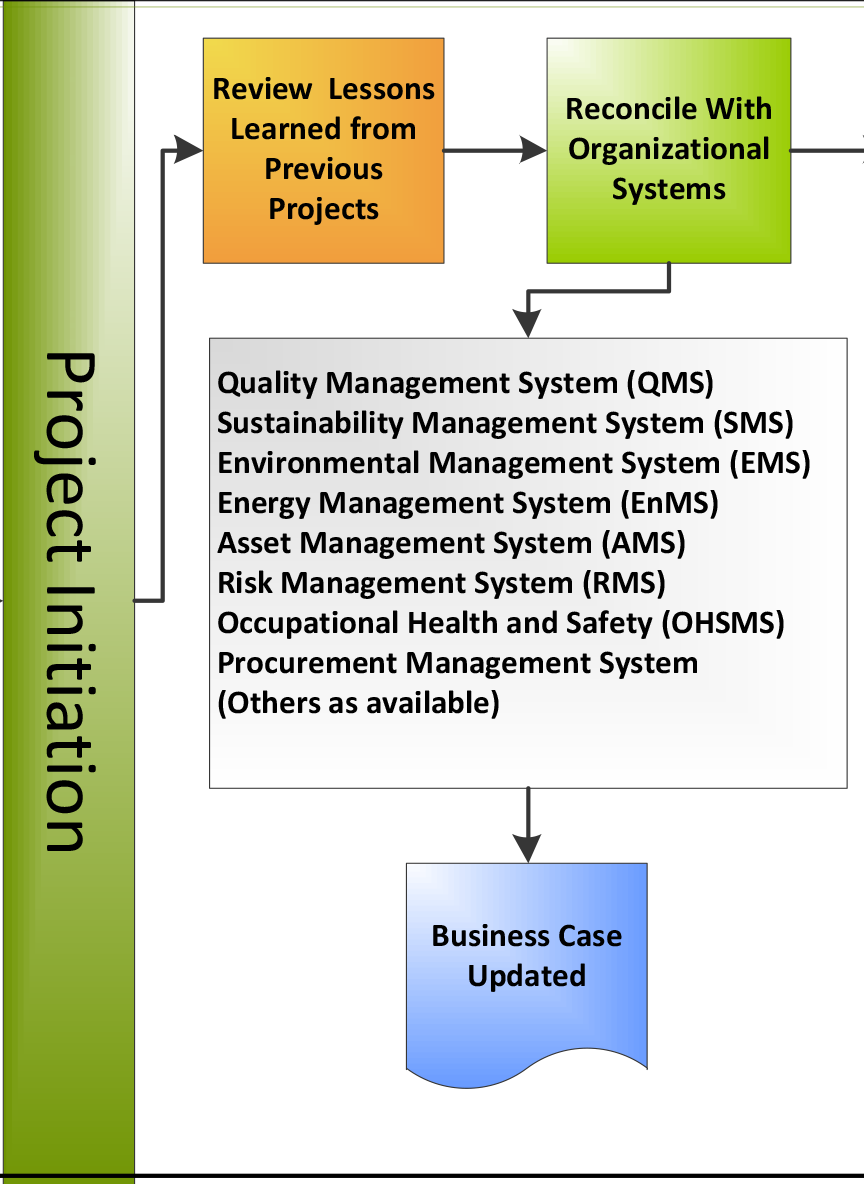 Project Initiation
Review Lessons
Learned from
Previous
Projects
Reconcile With
Organizational
Systems
Quality Management System (QMS)
Sustainability Management System (SMS)
Environmental Management System (EMS)
Energy Management System (EnMS)
Asset Management System (AMS)
Risk Management System (RMS)
Occupational Health and Safety (OHSMS)
Procurement Management System
(Others as available)
Business Case
Updated